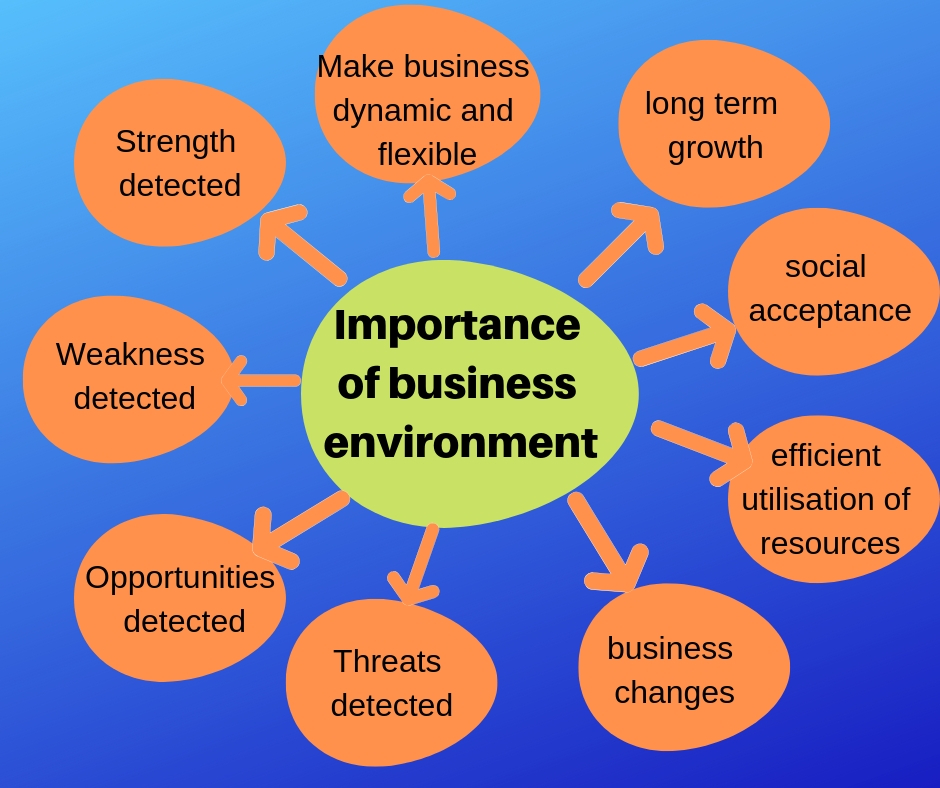 Make business
dynamic and
flexible
long term
growth
Strength
detected
social
acceptance
Importance
of business
environment
Weakness
detected
efficient
utilisation of
resources
Opportunities
detected
Threats
detected
business
changes